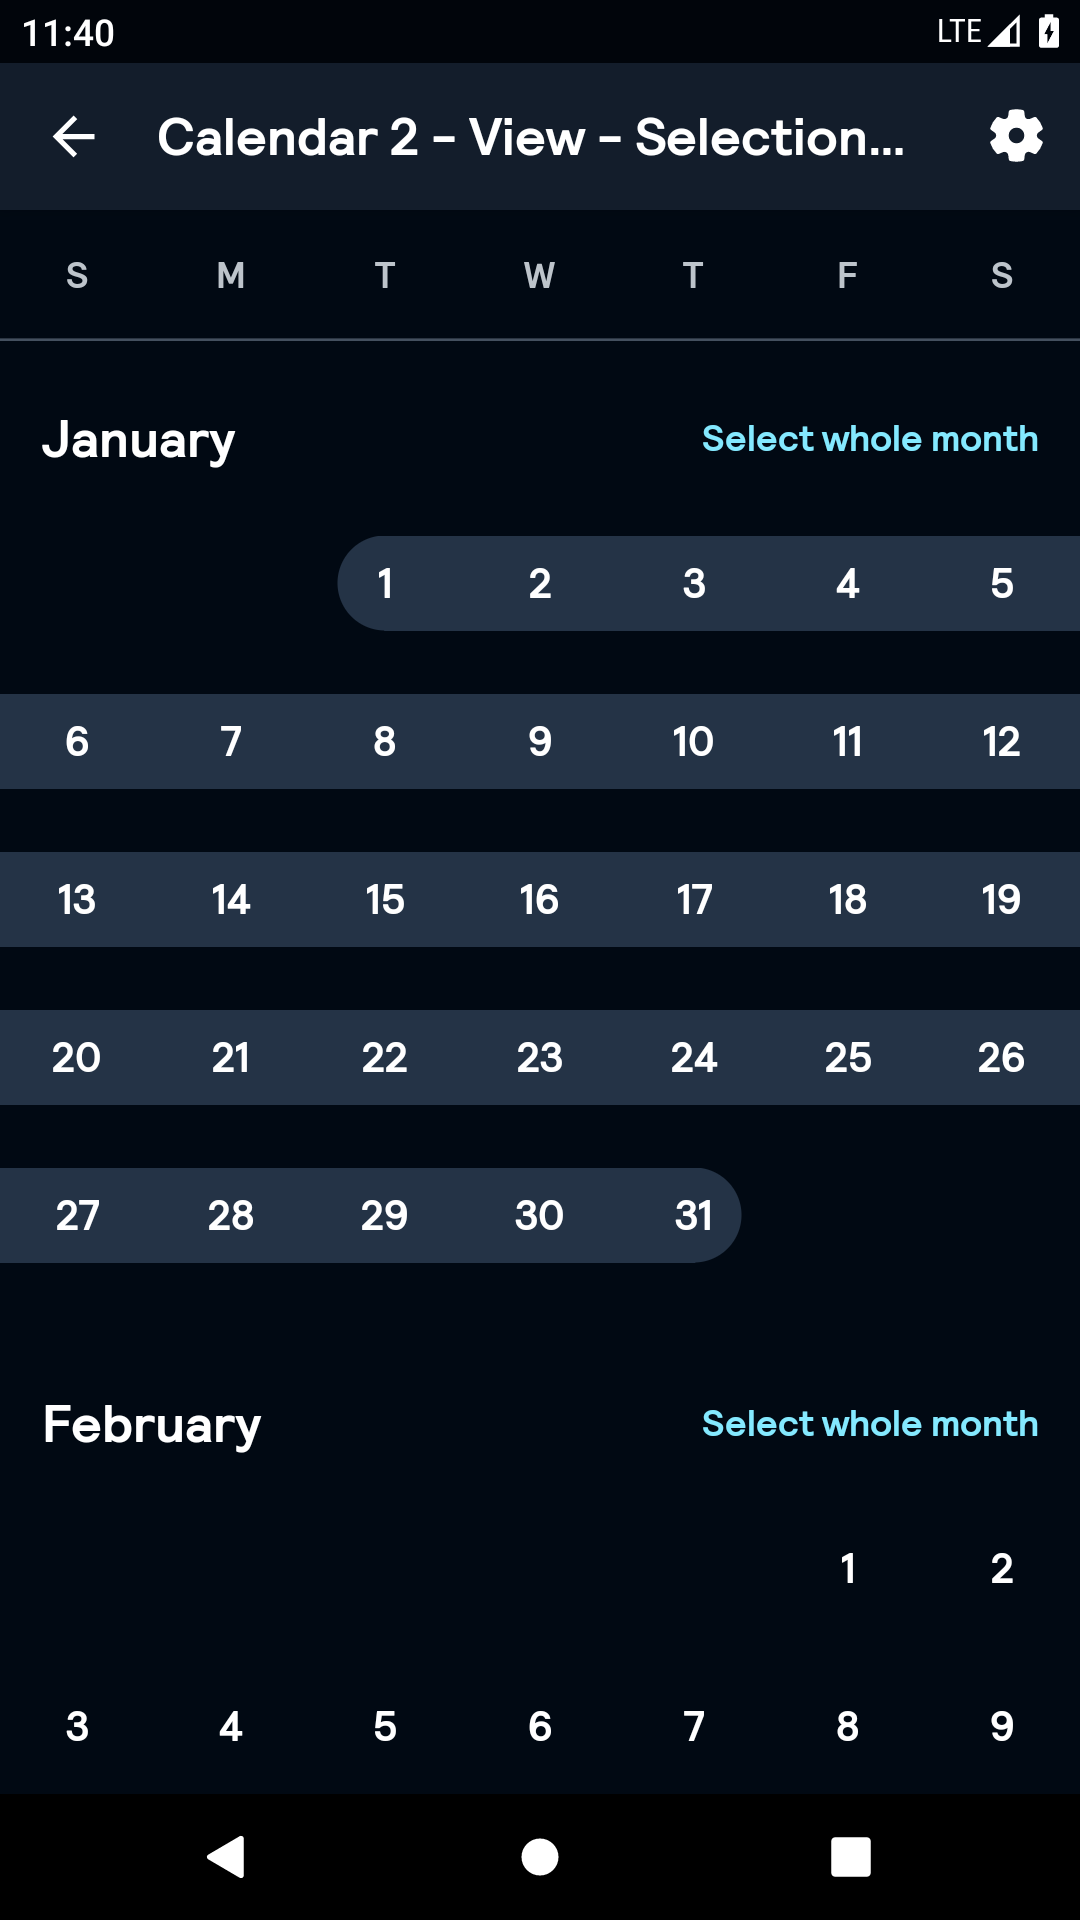 11:40 LTE
Calendar 2 – View – Selection...
S M T W T F S
January Select whole month
1 2 3 4 5
6 7 8 9 10 11 12
13 14 15 16 17 18 19
20 21 22 23 24 25 26
27 28 29 30 31
February Select whole month
1 2
3 4 5 6 7 8 9